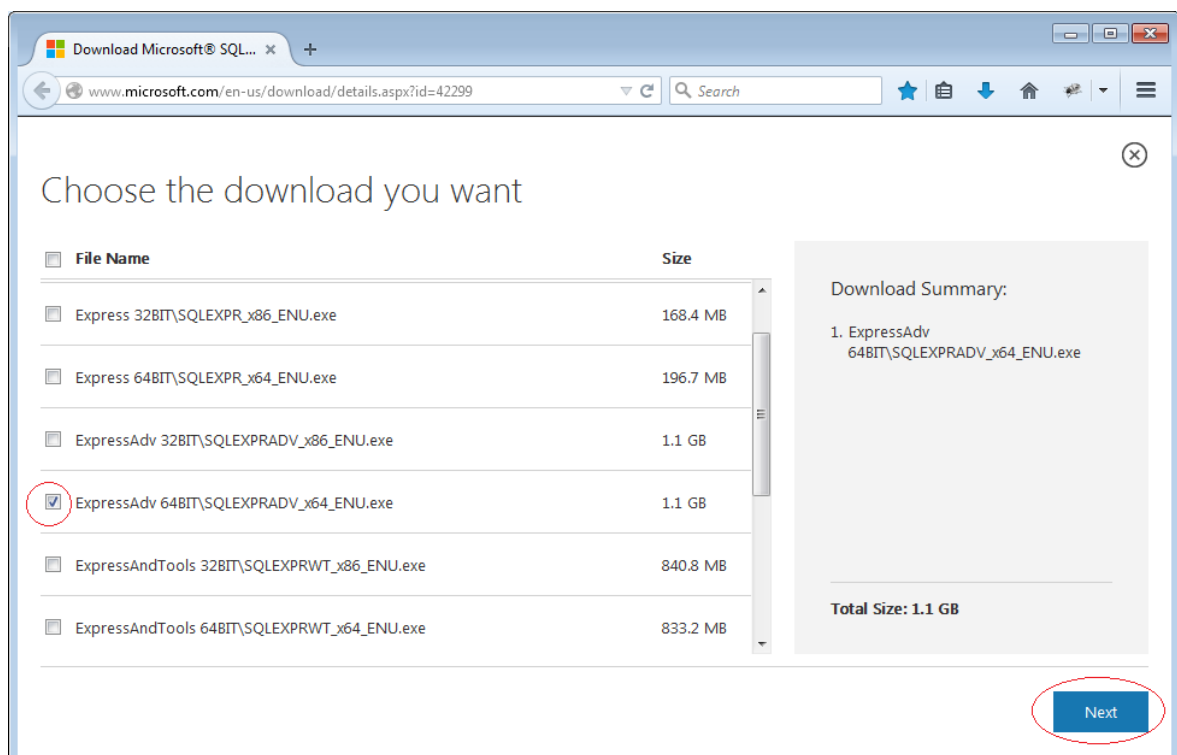 Download Microsoft® SQL...
www.microsoft.com/en-us/download/details.aspx?id=42299
Search
Choose the download you want
File Name Size
Express 32BIT\SQLEXPR_x86_ENU.exe 168.4 MB
Express 64BIT\SQLEXPR_x64_ENU.exe 196.7 MB
ExpressAdv 32BIT\SQLEXPRADV_x86_ENU.exe 1.1 GB
ExpressAdv 64BIT\SQLEXPRADV_x64_ENU.exe 1.1 GB
ExpressAndTools 32BIT\SQLEXPRWT_x86_ENU.exe 840.8 MB
ExpressAndTools 64BIT\SQLEXPRWT_x64_ENU.exe 833.2 MB
Download Summary:
1. ExpressAdv
64BIT\SQLEXPRADV_x64_ENU.exe
Total Size: 1.1 GB
Next